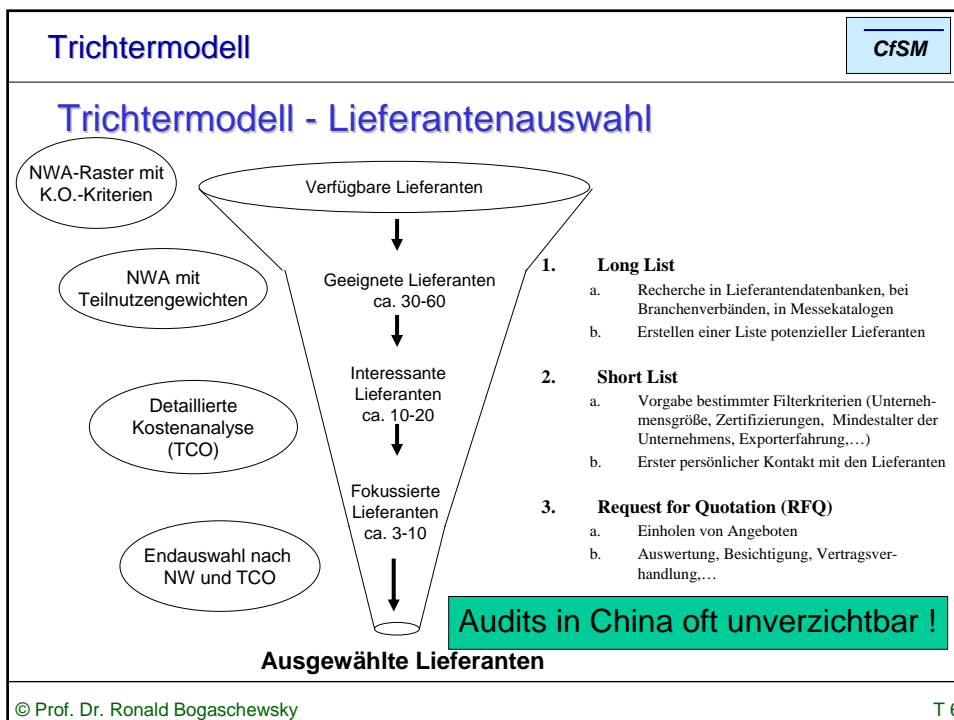 Trichtermodell
CfSM
Trichtermodell - Lieferantenauswahl
NWA-Raster mit
K.O.-Kriterien
Verfügbare Lieferanten
NWA mit
Teilnutzengewichten
Geeignete Lieferanten
ca. 30-60
Interessante
Lieferanten
ca. 10-20
Detaillierte
Kostenanalyse
(TCO)
Fokussierte
Lieferanten
ca. 3-10
Endauswahl nach
NW und TCO
Ausgewählte Lieferanten
1. Long List
a. Recherche in Lieferantendatenbanken, bei
Branchenverbänden, in Messekatalogen
b. Erstellen einer Liste potenzieller Lieferanten
2. Short List
a. Vorgabe bestimmter Filterkriterien (Unterneh-
mensgröße, Zertifizierungen, Mindestalter der
Unternehmens, Exporterfahrung,…)
b. Erster persönlicher Kontakt mit den Lieferanten
3. Request for Quotation (RFQ)
a. Einholen von Angeboten
b. Auswertung, Besichtigung, Vertragsver-
handlung,…
Audits in China oft unverzichtbar !
© Prof. Dr. Ronald Bogaschewsky
T 6